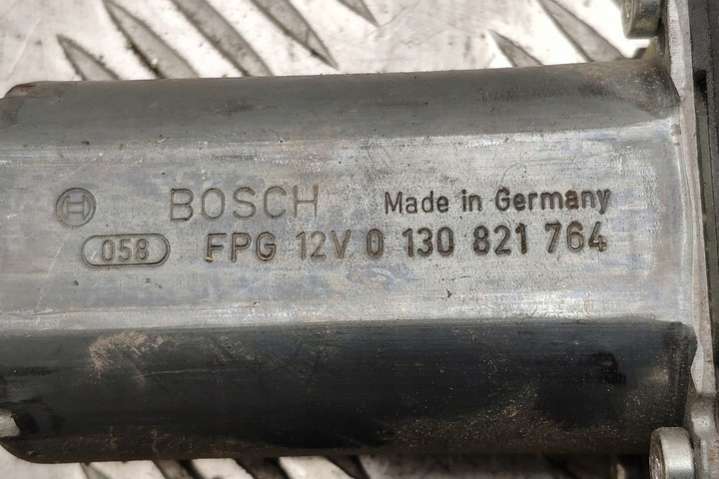 BOSCH Made in Germany
058 FPG 12V 0 130 821 764